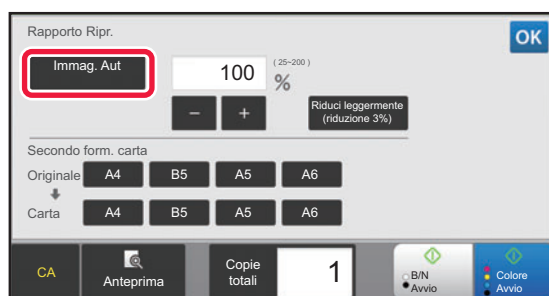 Rapporto Ripr.
OK
Immag. Aut
100
(25~200)
%
− +
Riduci leggermente
(riduzione 3%)
Secondo form. carta
Originale A4 B5 A5 A6
Carta A4 B5 A5 A6
CA
Anteprima
Copie
totali
1
B/N
Avvio
Colore
Avvio